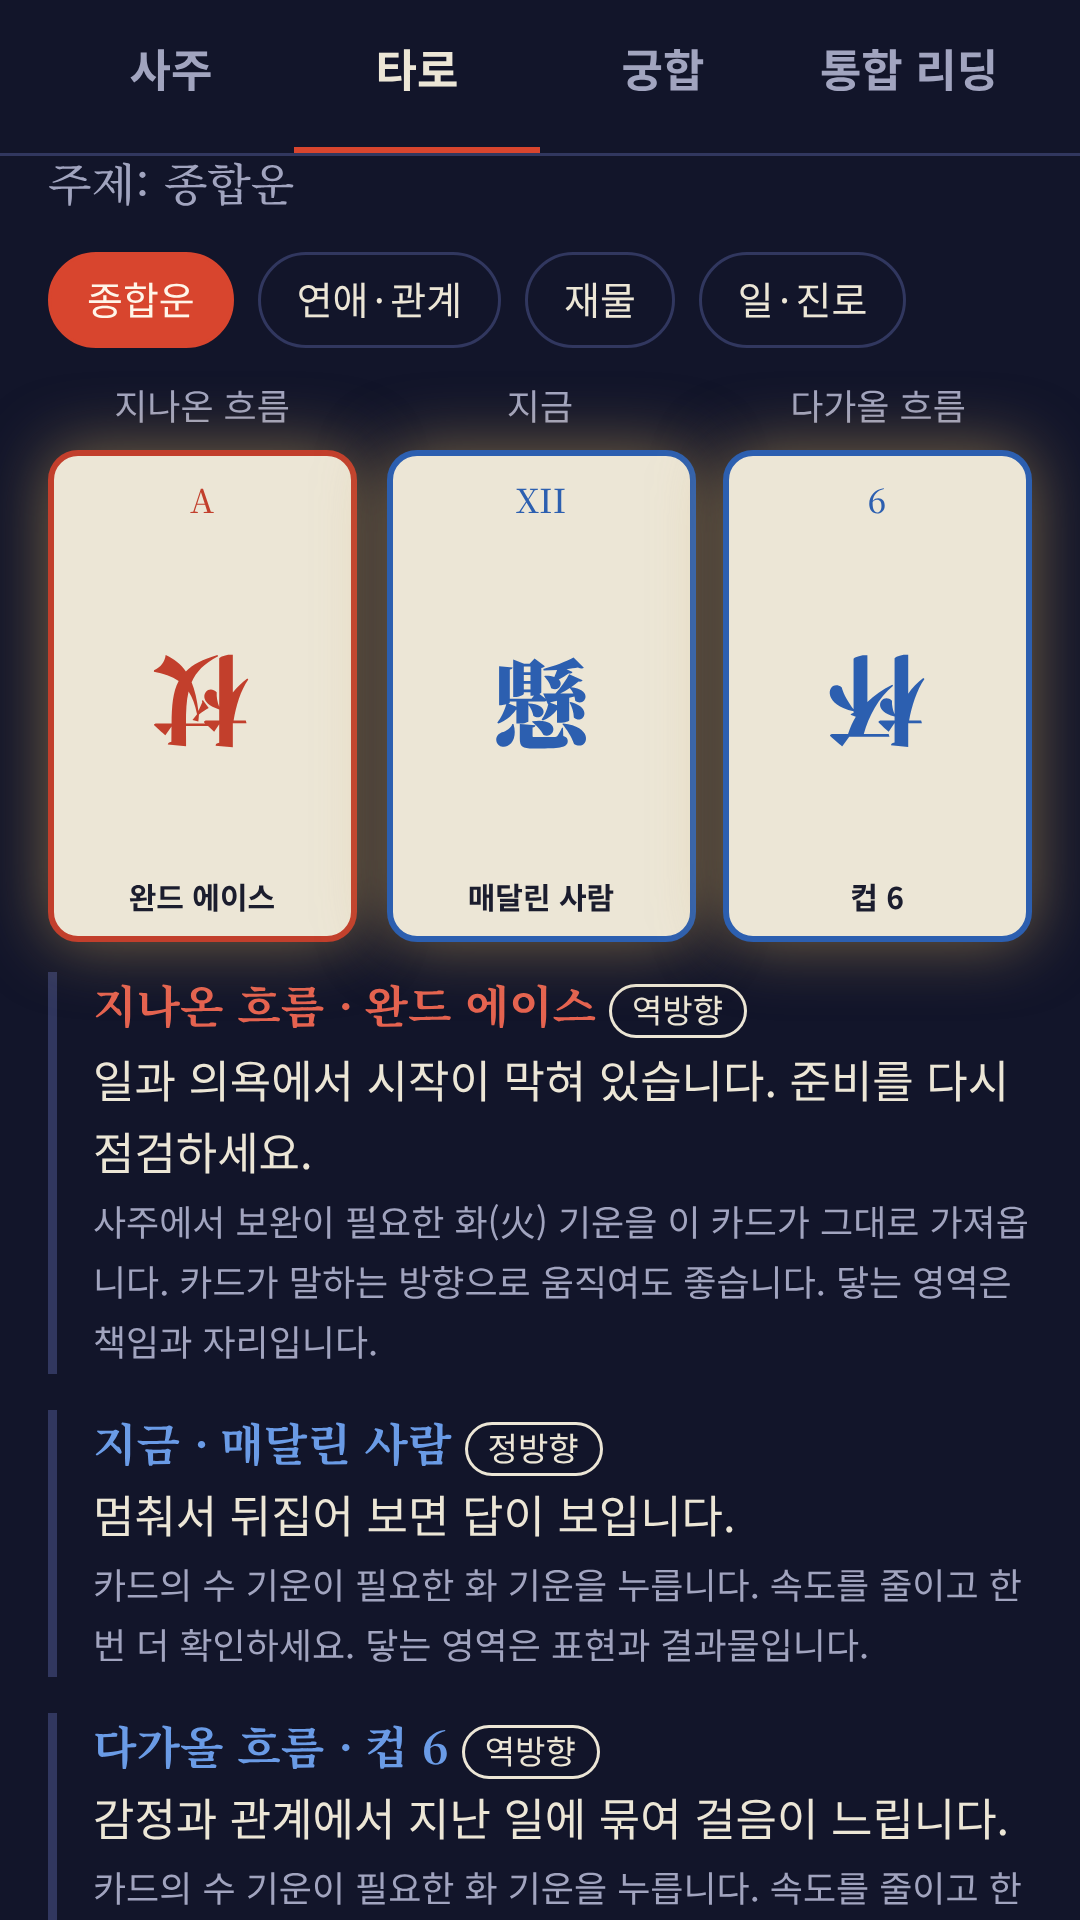 사주 타로 궁합 통합 리딩
주제: 종합운
종합운 연애·관계 재물 일·진로
지나온 흐름 지금 다가올 흐름
A XII 6
杖 懸 杯
완드 에이스 매달린 사람 컵 6
지나온 흐름 · 완드 에이스 역방향
일과 의욕에서 시작이 막혀 있습니다. 준비를 다시
점검하세요.
사주에서 보완이 필요한 화(火) 기운을 이 카드가 그대로 가져옵
니다. 카드가 말하는 방향으로 움직여도 좋습니다. 닿는 영역은
책임과 자리입니다.
지금 · 매달린 사람 정방향
멈춰서 뒤집어 보면 답이 보입니다.
카드의 수 기운이 필요한 화 기운을 누릅니다. 속도를 줄이고 한
번 더 확인하세요. 닿는 영역은 표현과 결과물입니다.
다가올 흐름 · 컵 6 역방향
감정과 관계에서 지난 일에 묶여 걸음이 느립니다.
카드의 수 기운이 필요한 화 기운을 누릅니다. 속도를 줄이고 한